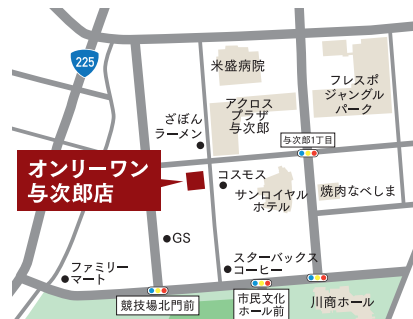 225
米盛病院
フレスポ
ジャングル
パーク
アクロス
プラザ
与次郎
ざぼん
ラーメン
与次郎1丁目
オンリーワン
与次郎店
コスモス
サンロイヤル
ホテル
焼肉なべしま
GS
スターバックス
コーヒー
ファミリー
マート
競技場北門前
市民文化
ホール前
川商ホール